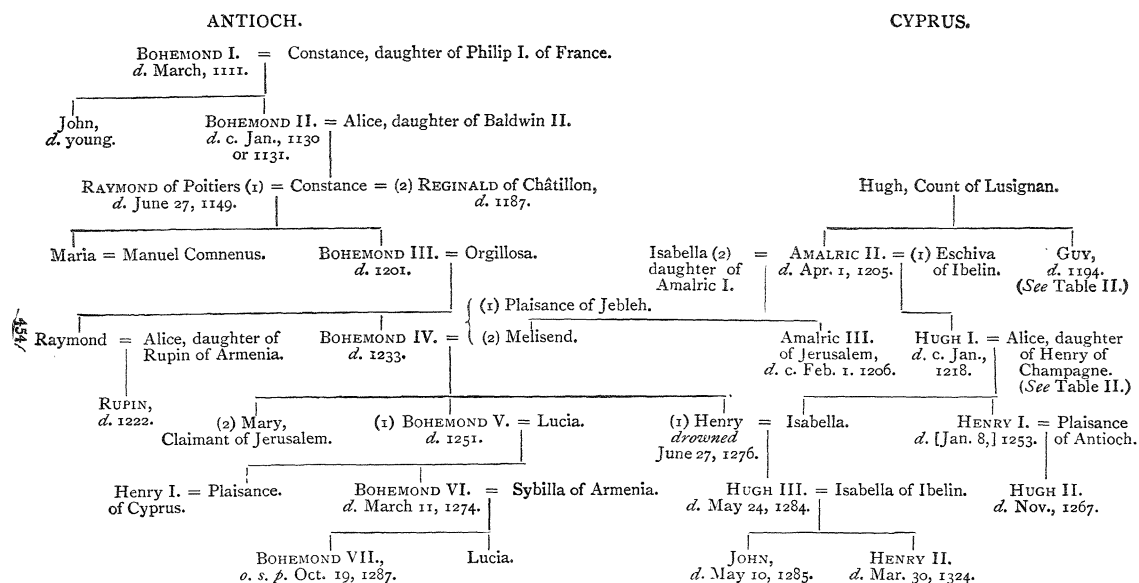 ANTIOCH.
CYPRUS.
BOHEMOND I. = Constance, daughter of Philip I. of France.
d. March, 1111.
John,
d. young.
BOHEMOND II. = Alice, daughter of Baldwin II.
d. c. Jan., 1130
or 1131.
RAYMOND of Poitiers (1) = Constance = (2) REGINALD of Châtillon,
d. June 27, 1149.
d. 1187.
Hugh, Count of Lusignan.
Maria = Manuel Comnenus.
BOHEMOND III. = Orgillosa.
d. 1201.
Isabella (2) = AMALRIC II. = (1) Eschiva
daughter of
Amalric I.
d. Apr. 1, 1205.
of Ibelin.
GUY,
d. 1194.
(See Table II.)
454
Raymond = Alice, daughter of
Rupin of Armenia.
BOHEMOND IV. =
d. 1233.
{ (1) Plaisance of Jebleh.
(2) Melisend.
Amalric III.
of Jerusalem,
d. c. Feb. 1. 1206.
HUGH I. = Alice, daughter
d. c. Jan.,
1218.
of Henry of
Champagne.
(See Table II.)
RUPIN,
d. 1222.
(2) Mary,
Claimant of Jerusalem.
(1) BOHEMOND V. = Lucia.
d. 1251.
(1) Henry = Isabella.
drowned
June 27, 1276.
HENRY I. = Plaisance
d. [Jan. 8,] 1253.
of Antioch.
Henry I. = Plaisance.
of Cyprus.
BOHEMOND VI. = Sybilla of Armenia.
d. March 11, 1274.
HUGH III. = Isabella of Ibelin.
d. May 24, 1284.
HUGH II.
d. Nov., 1267.
BOHEMOND VII.,
o. s. p. Oct. 19, 1287.
Lucia.
JOHN,
d. May 10, 1285.
HENRY II.
d. Mar. 30, 1324.